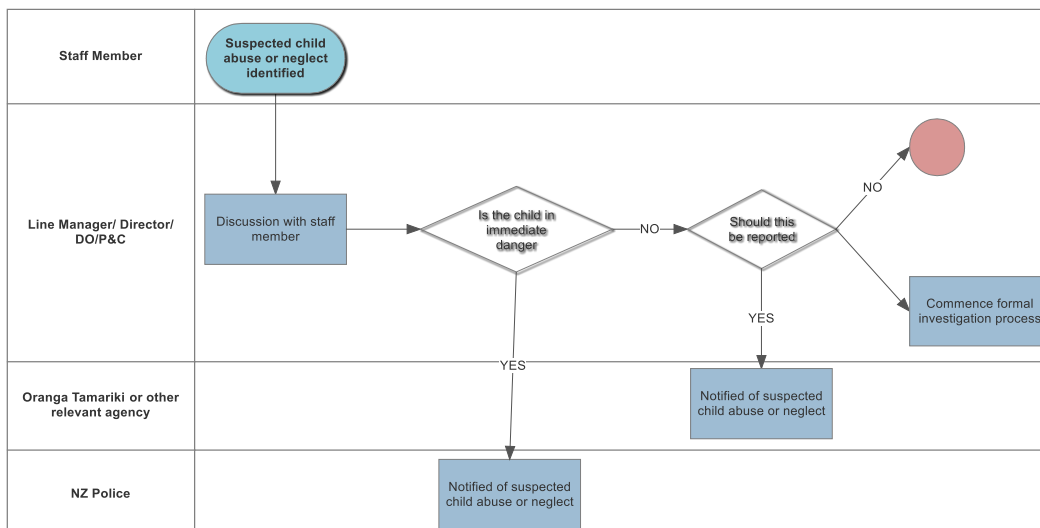 Staff Member
Suspected child
abuse or neglect
identified
Line Manager/ Director/
DO/P&C
Discussion with staff
member
Is the child in
immediate
danger
NO
Should this
be reported
NO
Commence formal
investigation process
YES
YES
Oranga Tamariki or other
relevant agency
Notified of suspected
child abuse or neglect
NZ Police
Notified of suspected
child abuse or neglect